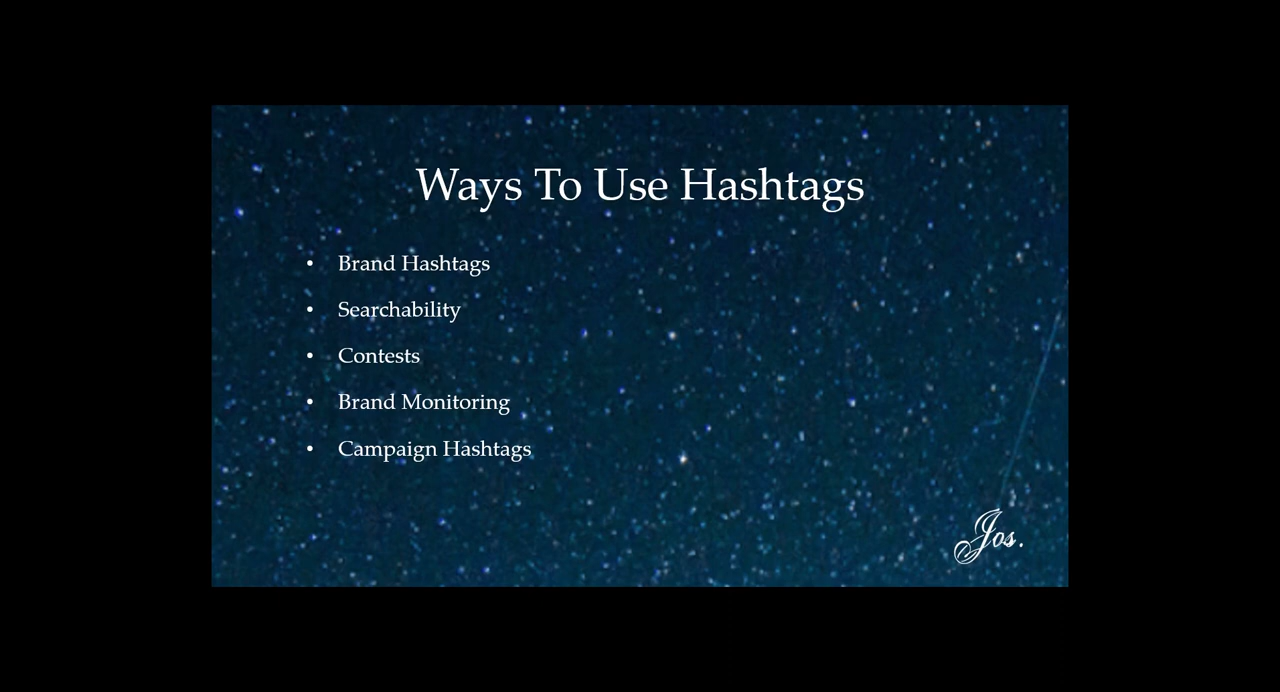 Ways To Use Hashtags
• Brand Hashtags
• Searchability
• Contests
• Brand Monitoring
• Campaign Hashtags
Jos.